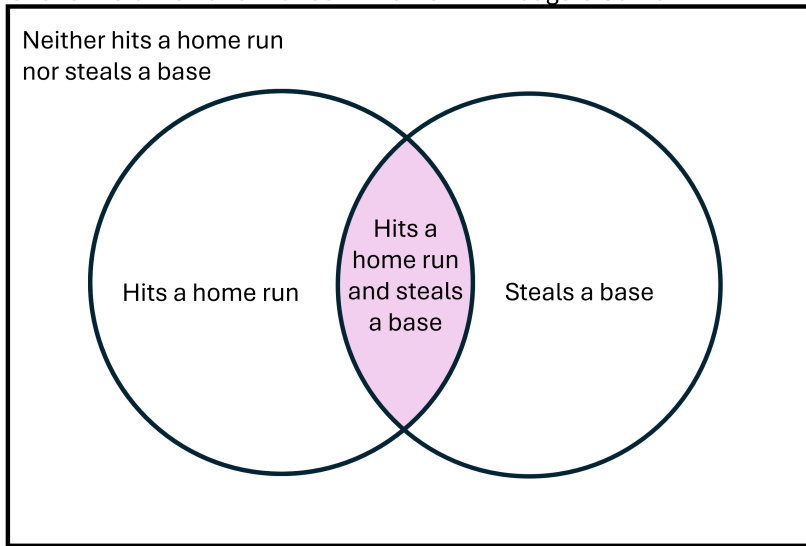 Neither hits a home run
nor steals a base
Hits a
home run
and steals
a base
Hits a home run
Steals a base